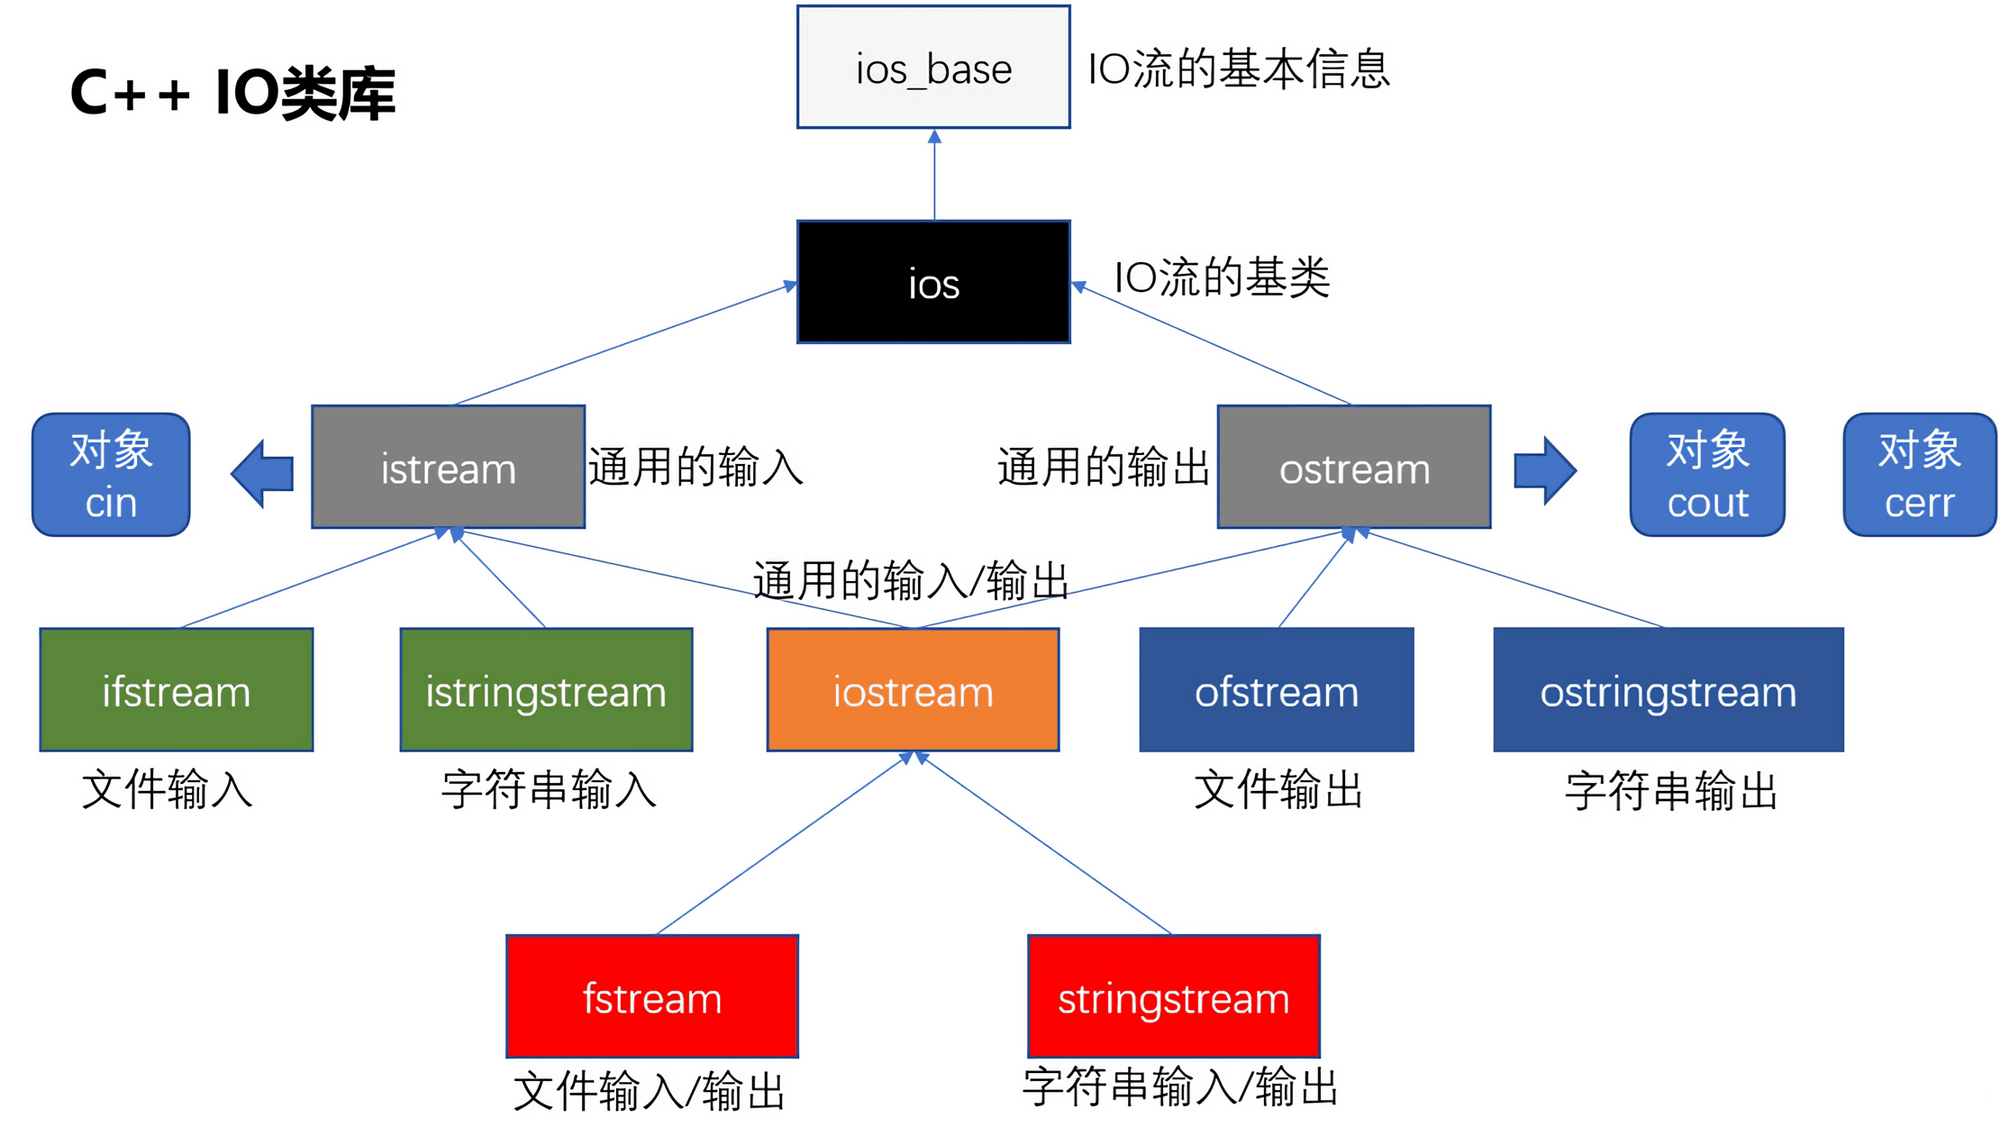 C++ IO类库
ios_base
IO流的基本信息
ios
IO流的基类
对象
cin
istream
通用的输入
通用的输出
ostream
对象
cout
对象
cerr
通用的输入/输出
ifstream
istringstream
iostream
ofstream
ostringstream
文件输入
字符串输入
文件输出
字符串输出
fstream
stringstream
文件输入/输出
字符串输入/输出